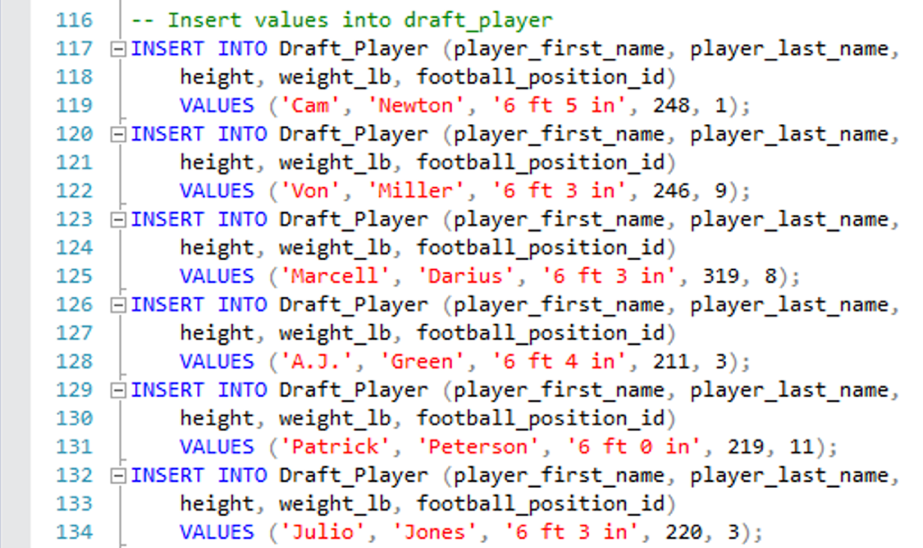 116 -- Insert values into draft_player
117 INSERT INTO Draft_Player (player_first_name, player_last_name,
118 height, weight_lb, football_position_id)
119 VALUES ('Cam', 'Newton', '6 ft 5 in', 248, 1);
120 INSERT INTO Draft_Player (player_first_name, player_last_name,
121 height, weight_lb, football_position_id)
122 VALUES ('Von', 'Miller', '6 ft 3 in', 246, 9);
123 INSERT INTO Draft_Player (player_first_name, player_last_name,
124 height, weight_lb, football_position_id)
125 VALUES ('Marcell', 'Darius', '6 ft 3 in', 319, 8);
126 INSERT INTO Draft_Player (player_first_name, player_last_name,
127 height, weight_lb, football_position_id)
128 VALUES ('A.J.', 'Green', '6 ft 4 in', 211, 3);
129 INSERT INTO Draft_Player (player_first_name, player_last_name,
130 height, weight_lb, football_position_id)
131 VALUES ('Patrick', 'Peterson', '6 ft 0 in', 219, 11);
132 INSERT INTO Draft_Player (player_first_name, player_last_name,
133 height, weight_lb, football_position_id)
134 VALUES ('Julio', 'Jones', '6 ft 3 in', 220, 3);